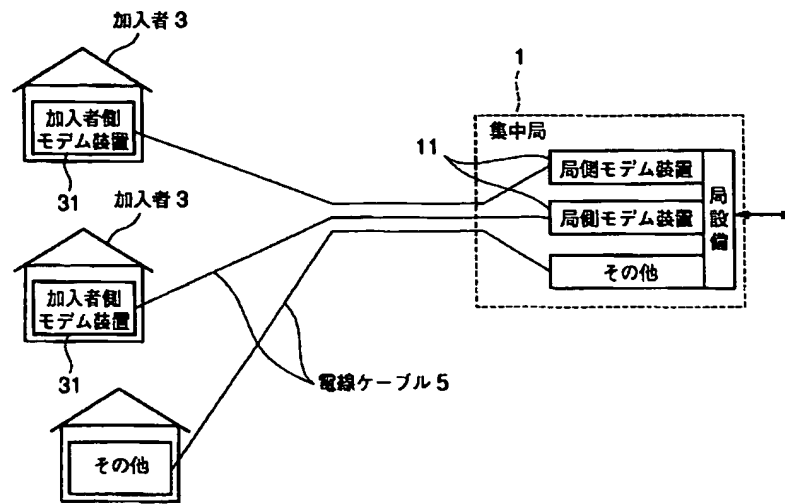 加入者 3
加入者側
モデム装置
31
加入者 3
加入者側
モデム装置
31
その他
電線ケーブル 5
1
集中局
11
局側モデム装置
局側モデム装置
その他
局設備